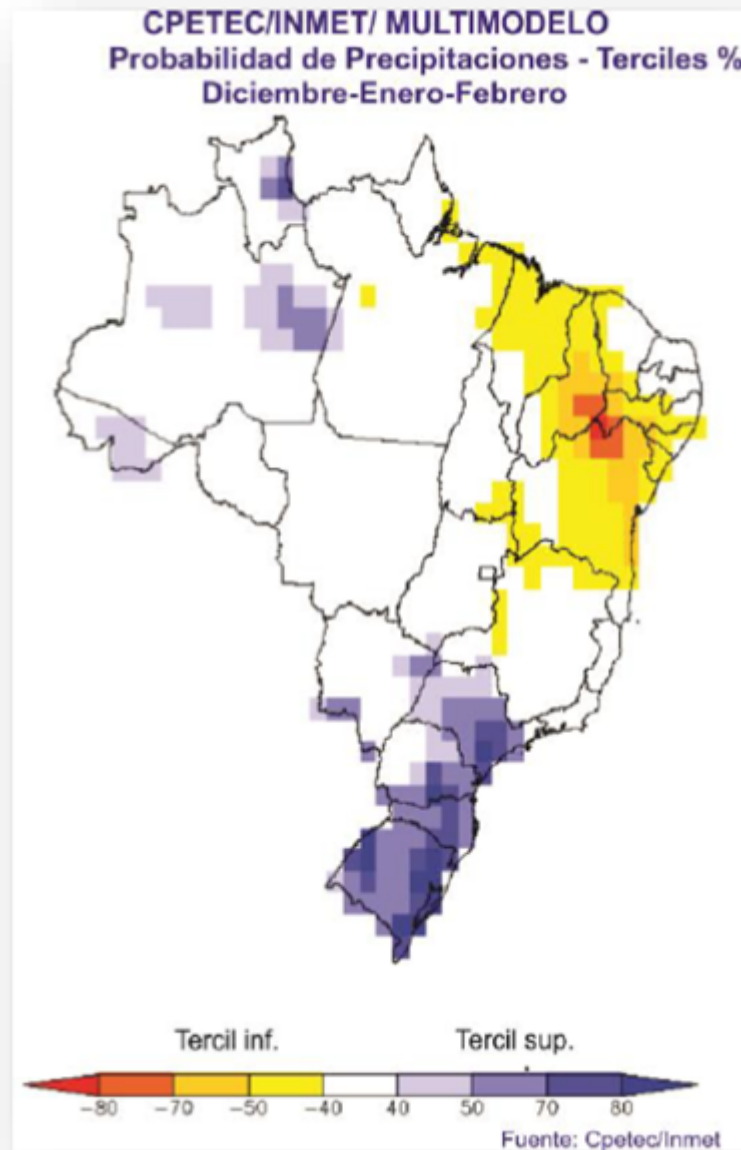 CPETEC/INMET/ MULTIMODELO
Probabilidad de Precipitaciones - Terciles %
Diciembre-Enero-Febrero
Tercil inf. Tercil sup.
−80 −70 −50 −40 40 50 70 80
Fuente: Cpetec/Inmet